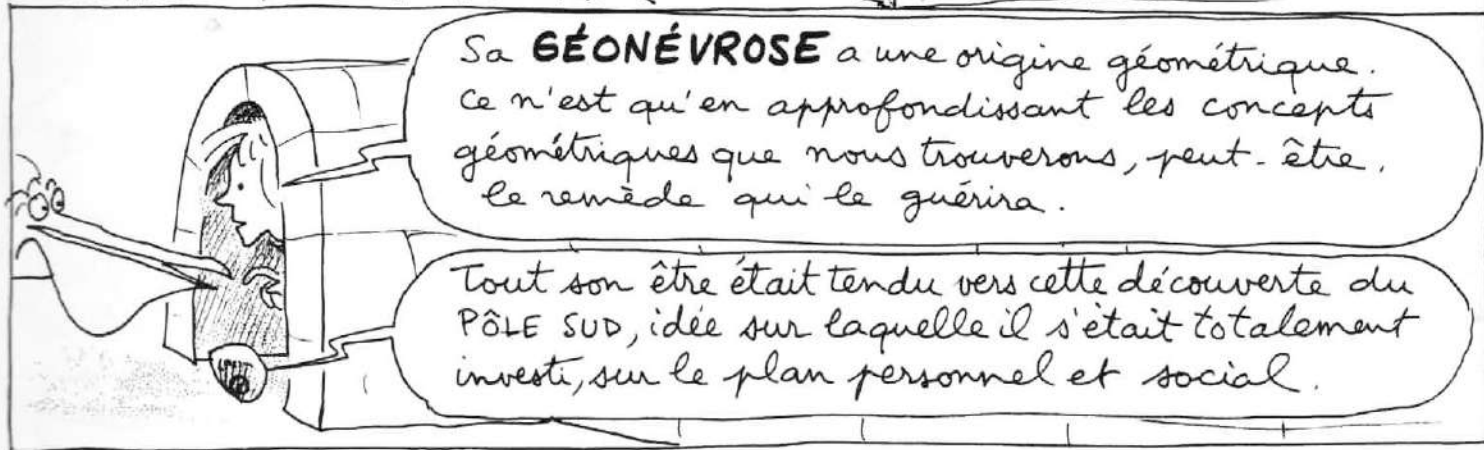 Sa GÉONÉVROSE a une origine géométrique.
Ce n'est qu'en approfondissant les concepts
géométriques que nous trouverons, peut-être.
le remède qui le guérira.
Tout son être était tendu vers cette découverte du
PÔLE SUD, idée sur laquelle il s'était totalement
investi, sur le plan personnel et social.